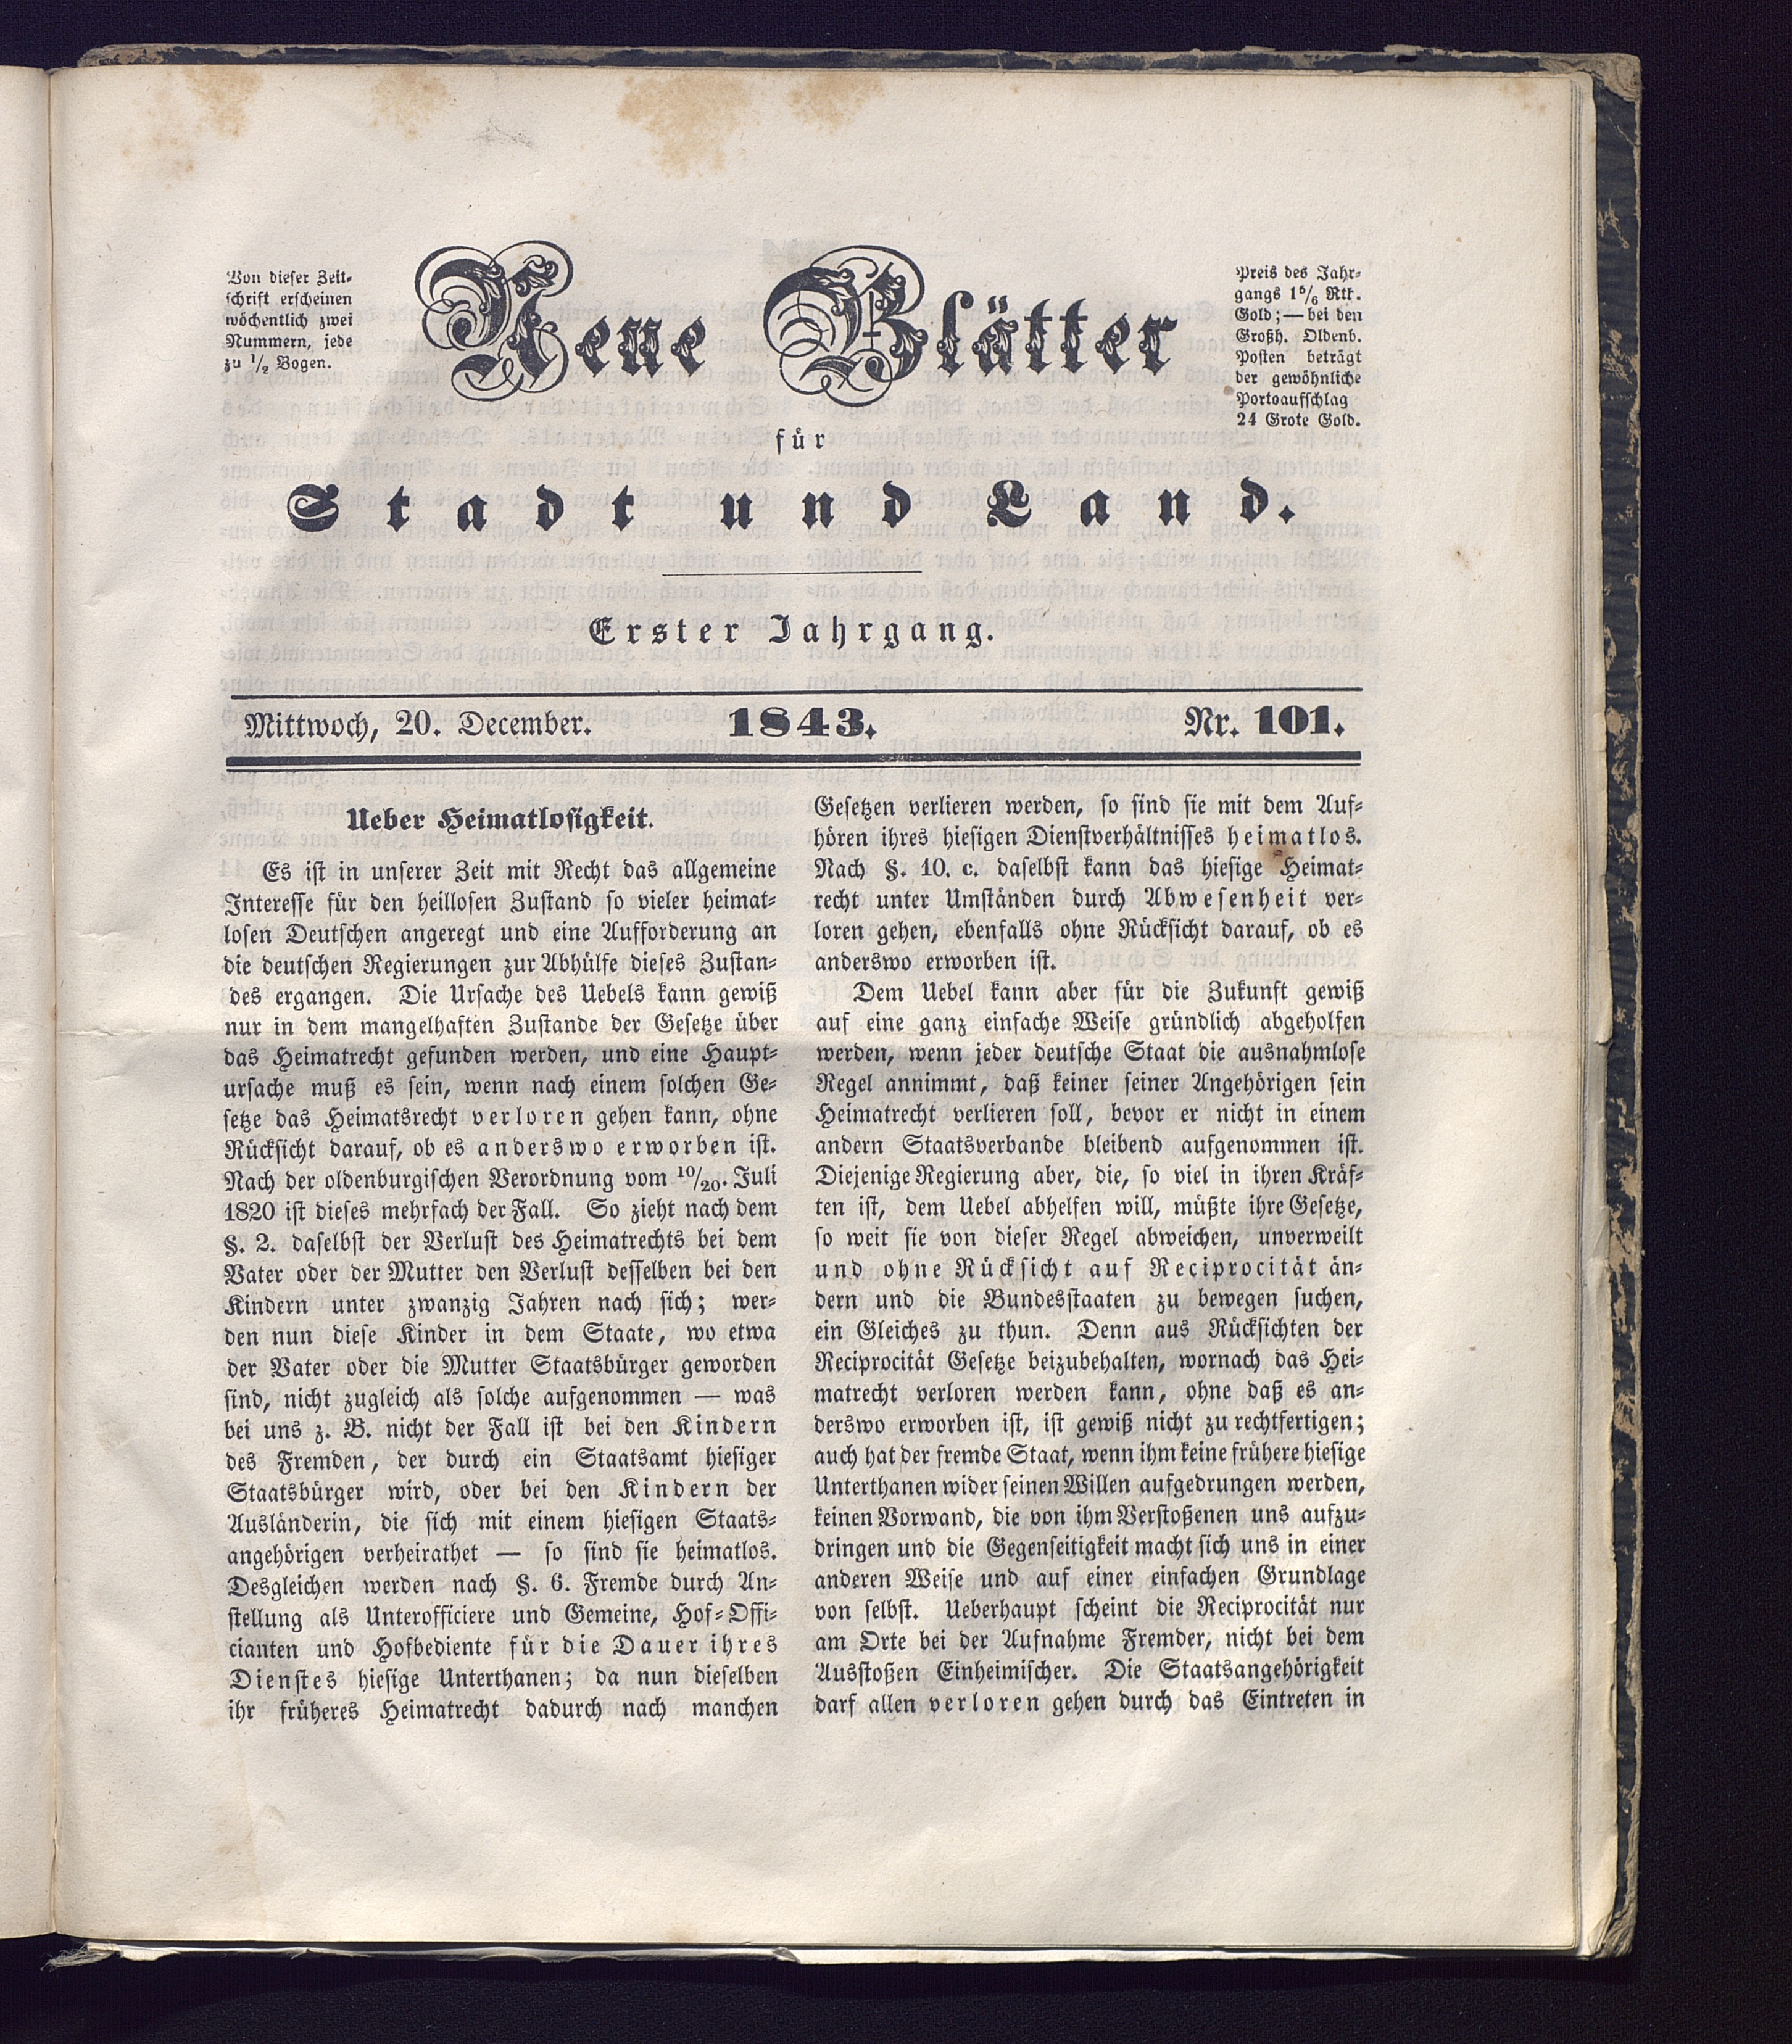 Von dieser Zeit-
schrift erscheinen
wöchentlich zwei
Nummern, jede
zu 1/2 Bogen.
Neue Blätter
für
Stadt und Land.
Preis des Jahr-
gangs 1 5/6 Rtt.
Gold;—bei den
Großh. Oldenb.
Posten beträgt
der gewöhnliche
Portoaufschlag
24 Grote Gold.
Erster Jahrgang.
Mittwoch, 20. December. 1843. Nr. 101.
Ueber Heimatlosigkeit.
Es ist in unserer Zeit mit Recht das allgemeine
Interesse für den heillosen Zustand so vieler heimat-
losen Deutschen angeregt und eine Aufforderung an
die deutschen Regierungen zur Abhülfe dieses Zustan-
des ergangen. Die Ursache des Uebels kann gewiß
nur in dem mangelhaften Zustande der Gesetze über
das Heimatrecht gefunden werden, und eine Haupt-
ursache muß es sein, wenn nach einem solchen Ge-
setze das Heimatsrecht verloren gehen kann, ohne
Rücksicht darauf, ob es anderswo erworben ist.
Nach der oldenburgischen Verordnung vom 10/20. Juli
1820 ist dieses mehrfach der Fall. So zieht nach dem
§. 2. daselbst der Verlust des Heimatrechts bei dem
Vater oder der Mutter den Verlust desselben bei den
Kindern unter zwanzig Jahren nach sich; wer-
den nun diese Kinder in dem Staate, wo etwa
der Vater oder die Mutter Staatsbürger geworden
sind, nicht zugleich als solche aufgenommen — was
bei uns z. B. nicht der Fall ist bei den Kindern
des Fremden, der durch ein Staatsamt hiesiger
Staatsbürger wird, oder bei den Kindern der
Ausländerin, die sich mit einem hiesigen Staats-
angehörigen verheirathet — so sind sie heimatlos.
Desgleichen werden nach §. 6. Fremde durch An-
stellung als Unterofficiere und Gemeine, Hof-Offi-
cianten und Hofbediente für die Dauer ihres
Dienstes hiesige Unterthanen; da nun dieselben
ihr früheres Heimatrecht dadurch nach manchen
Gesetzen verlieren werden, so sind sie mit dem Auf-
hören ihres hiesigen Dienstverhältnisses heimatlos.
Nach §. 10. c. daselbst kann das hiesige Heimat-
recht unter Umständen durch Abwesenheit ver-
loren gehen, ebenfalls ohne Rücksicht darauf, ob es
anderswo erworben ist.
Dem Uebel kann aber für die Zukunft gewiß
auf eine ganz einfache Weise gründlich abgeholfen
werden, wenn jeder deutsche Staat die ausnahmlose
Regel annimmt, daß keiner seiner Angehörigen sein
Heimatrecht verlieren soll, bevor er nicht in einem
andern Staatsverbande bleibend aufgenommen ist.
Diejenige Regierung aber, die, so viel in ihren Kräf-
ten ist, dem Uebel abhelfen will, müßte ihre Gesetze,
so weit sie von dieser Regel abweichen, unverweilt
und ohne Rücksicht auf Reciprocität än-
dern und die Bundesstaaten zu bewegen suchen,
ein Gleiches zu thun. Denn aus Rücksichten der
Reciprocität Gesetze beizubehalten, wornach das Hei-
matrecht verloren werden kann, ohne daß es an-
derswo erworben ist, ist gewiß nicht zu rechtfertigen;
auch hat der fremde Staat, wenn ihm keine frühere hiesige
Unterthanen wider seinen Willen aufgedrungen werden,
keinen Vorwand, die von ihm Verstoßenen uns aufzu-
dringen und die Gegenseitigkeit macht sich uns in einer
anderen Weise und auf einer einfachen Grundlage
von selbst. Ueberhaupt scheint die Reciprocität nur
am Orte bei der Aufnahme Fremder, nicht bei dem
Ausstoßen Einheimischer. Die Staatsangehörigkeit
darf allen verloren gehen durch das Eintreten in